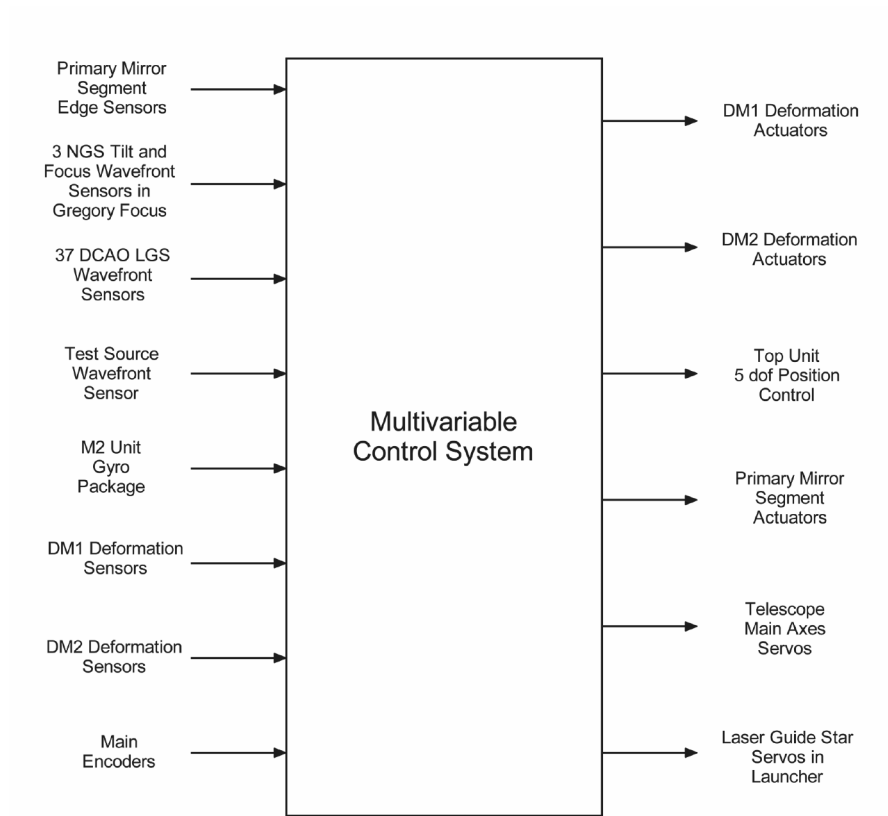 Primary Mirror
Segment
Edge Sensors
3 NGS Tilt and
Focus Wavefront
Sensors in
Gregory Focus
37 DCAO LGS
Wavefront
Sensors
Test Source
Wavefront
Sensor
M2 Unit
Gyro
Package
DM1 Deformation
Sensors
DM2 Deformation
Sensors
Main
Encoders
Multivariable
Control System
DM1 Deformation
Actuators
DM2 Deformation
Actuators
Top Unit
5 dof Position
Control
Primary Mirror
Segment
Actuators
Telescope
Main Axes
Servos
Laser Guide Star
Servos in
Launcher